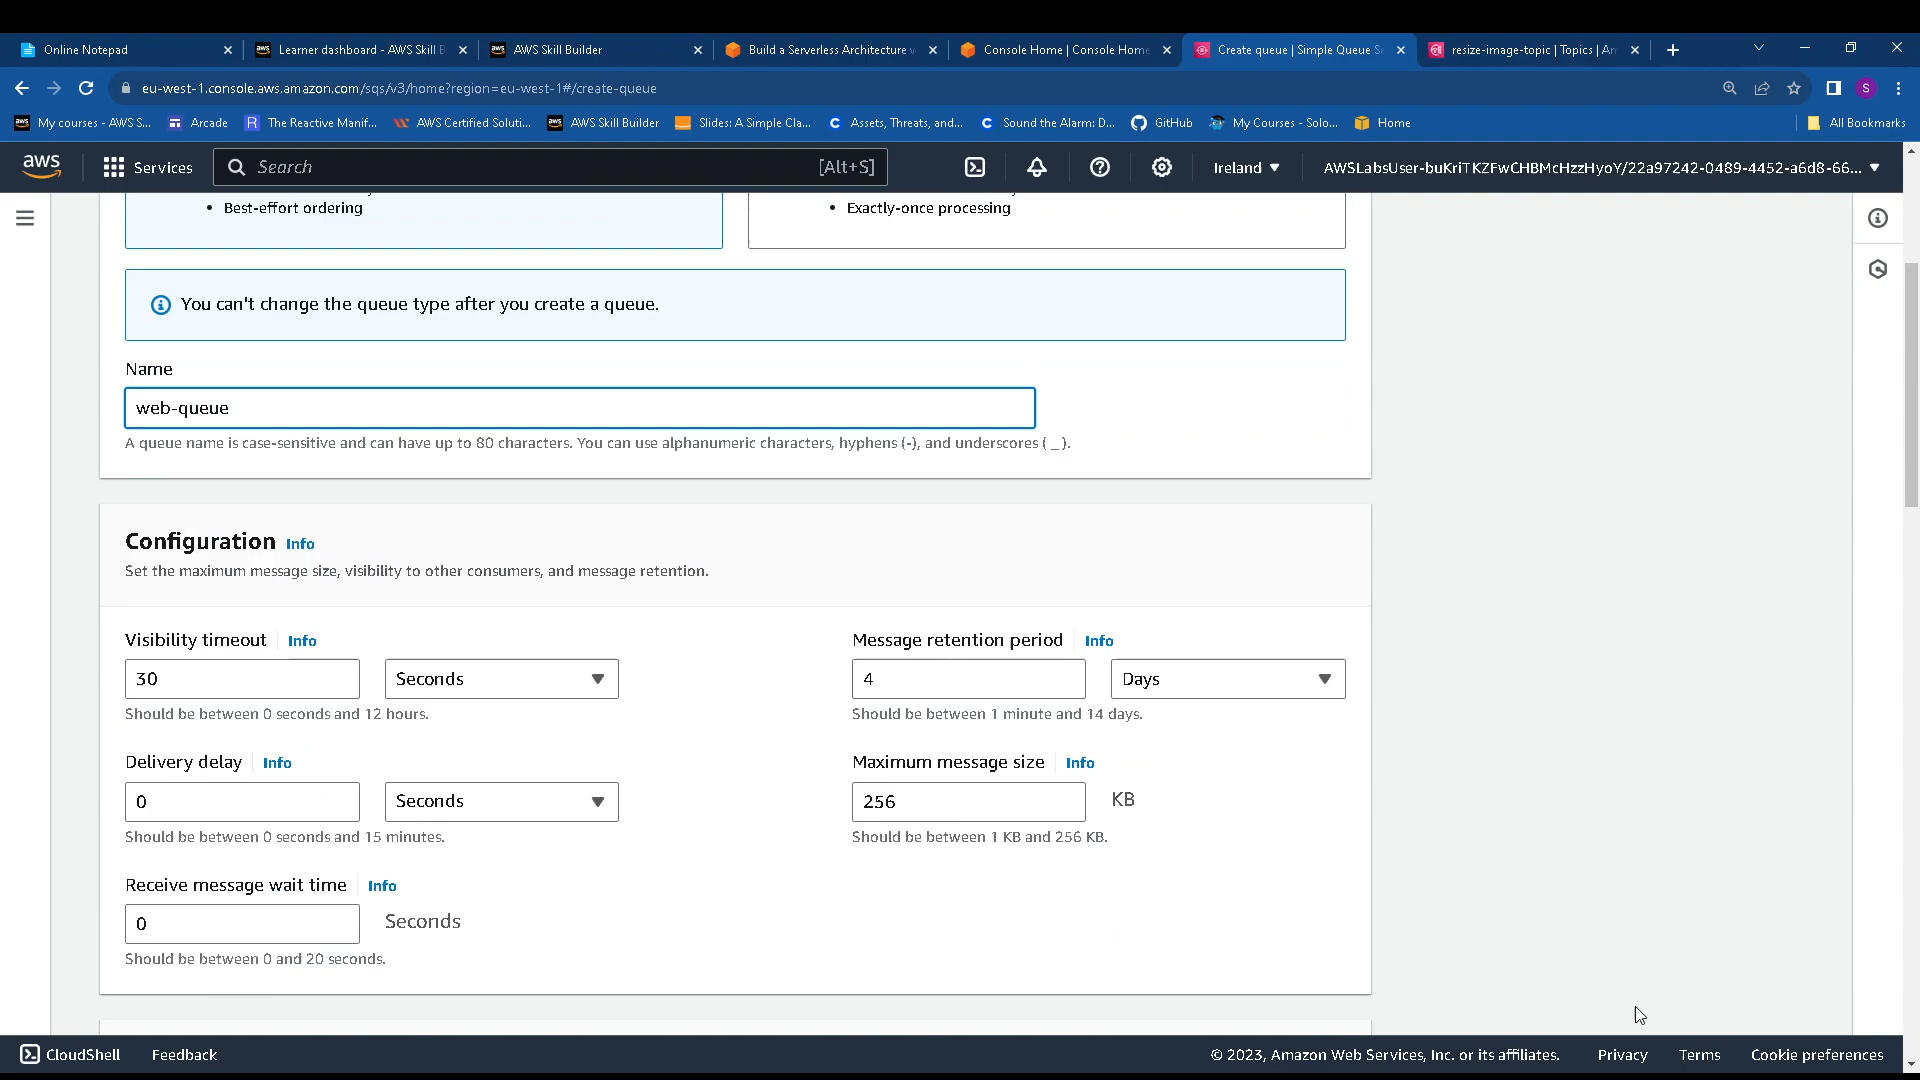 Online Notepad
Learner dashboard - AWS Skill B
AWS Skill Builder
Build a Serverless Architecture
Console Home | Console Home
Create queue | Simple Queue Se
resize-image-topic | Topics | Am
eu-west-1.console.aws.amazon.com/sqs/v3/home?region=eu-west-1#/create-queue
S
My courses - AWS S...
Arcade
R
The Reactive Manif...
AWS Certified Soluti...
aws
AWS Skill Builder
Slides: A Simple Cla...
Assets, Threats, and...
Sound the Alarm: D...
GitHub
My Courses - Solo...
Home
All Bookmarks
aws
Services
Search
[Alt+S]
Ireland
AWSLabsUser-buKriTKZFwCHBMcHzzHyoY/22a97242-0489-4452-a6d8-66...
• Best-effort ordering
• Exactly-once processing
You can't change the queue type after you create a queue.
Name
web-queue
A queue name is case-sensitive and can have up to 80 characters. You can use alphanumeric characters, hyphens (-), and underscores ( _ ).
Configuration Info
Set the maximum message size, visibility to other consumers, and message retention.
Visibility timeout Info
30 Seconds
Should be between 0 seconds and 12 hours.
Message retention period Info
4 Days
Should be between 1 minute and 14 days.
Delivery delay Info
0 Seconds
Should be between 0 seconds and 15 minutes.
Maximum message size Info
256 KB
Should be between 1 KB and 256 KB.
Receive message wait time Info
0 Seconds
Should be between 0 and 20 seconds.
CloudShell
Feedback
© 2023, Amazon Web Services, Inc. or its affiliates.
Privacy
Terms
Cookie preferences